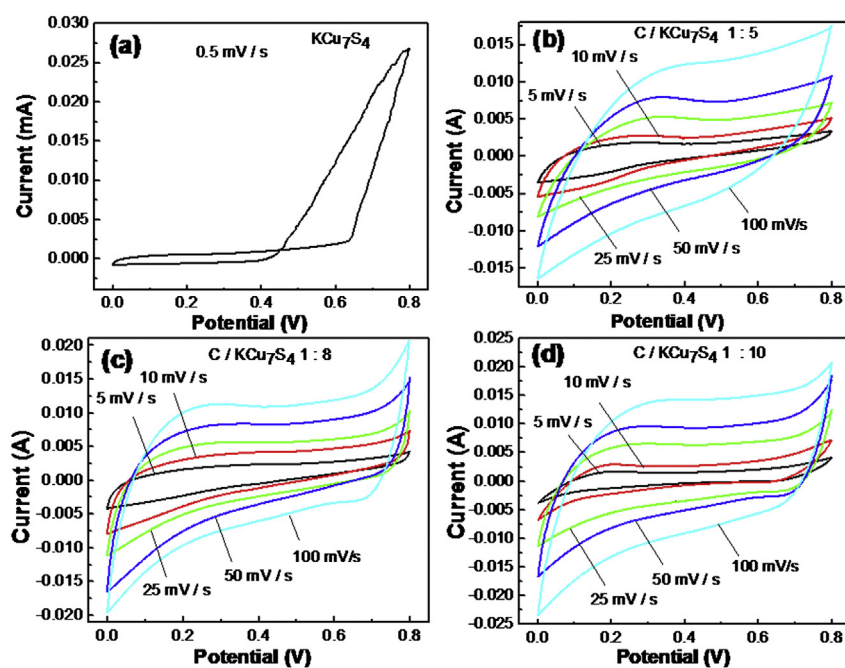 (a)
0.5 mV / s
KCu7S4
0.030
0.025
0.020
0.015
0.010
0.005
0.000
Current (mA)
0.0 0.2 0.4 0.6 0.8
Potential (V)
(b)
C / KCu7S4 1 : 5
10 mV / s
5 mV / s
25 mV / s
50 mV / s
100 mV/s
0.015
0.010
0.005
0.000
-0.005
-0.010
-0.015
Current (A)
0.0 0.2 0.4 0.6 0.8
Potential (V)
(c)
C / KCu7S4 1 : 8
10 mV / s
5 mV / s
25 mV / s
50 mV / s
100 mV/s
0.020
0.015
0.010
0.005
0.000
-0.005
-0.010
-0.015
-0.020
Current (A)
0.0 0.2 0.4 0.6 0.8
Potential (V)
(d)
C / KCu7S4 1 : 10
10 mV / s
5 mV / s
25 mV / s
50 mV / s
100 mV/s
0.025
0.020
0.015
0.010
0.005
0.000
-0.005
-0.010
-0.015
-0.020
-0.025
Current (A)
0.0 0.2 0.4 0.6 0.8
Potential (V)